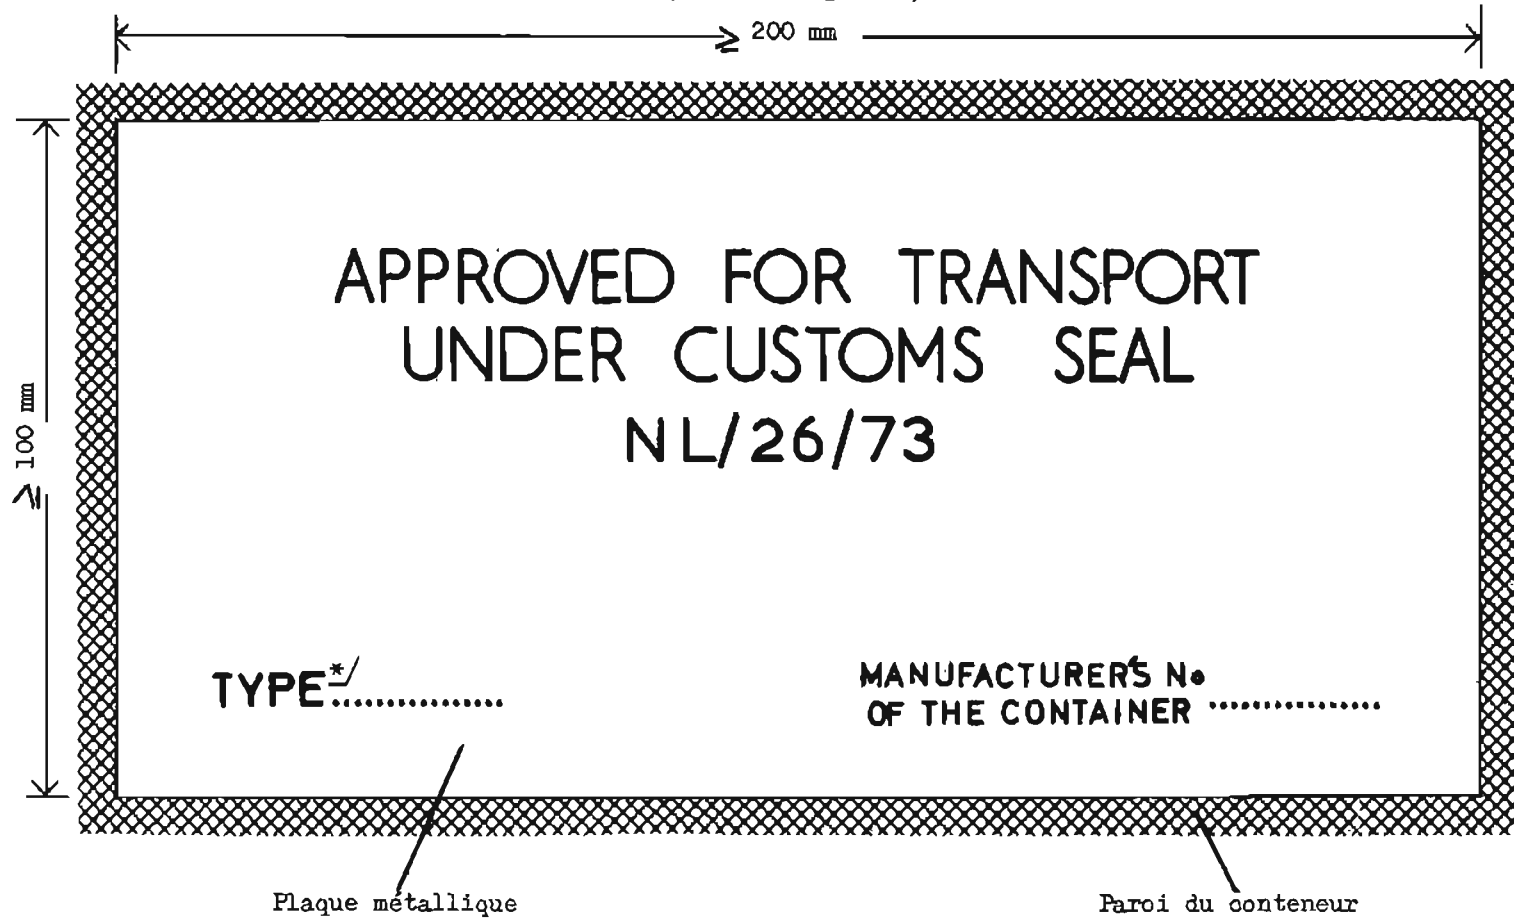 ≥ 200 mm
≥ 100 mm
APPROVED FOR TRANSPORT
UNDER CUSTOMS SEAL
NL/26/73
TYPE*/..............
MANUFACTURER'S No
OF THE CONTAINER ...............
Plaque métallique
Paroi du conteneur